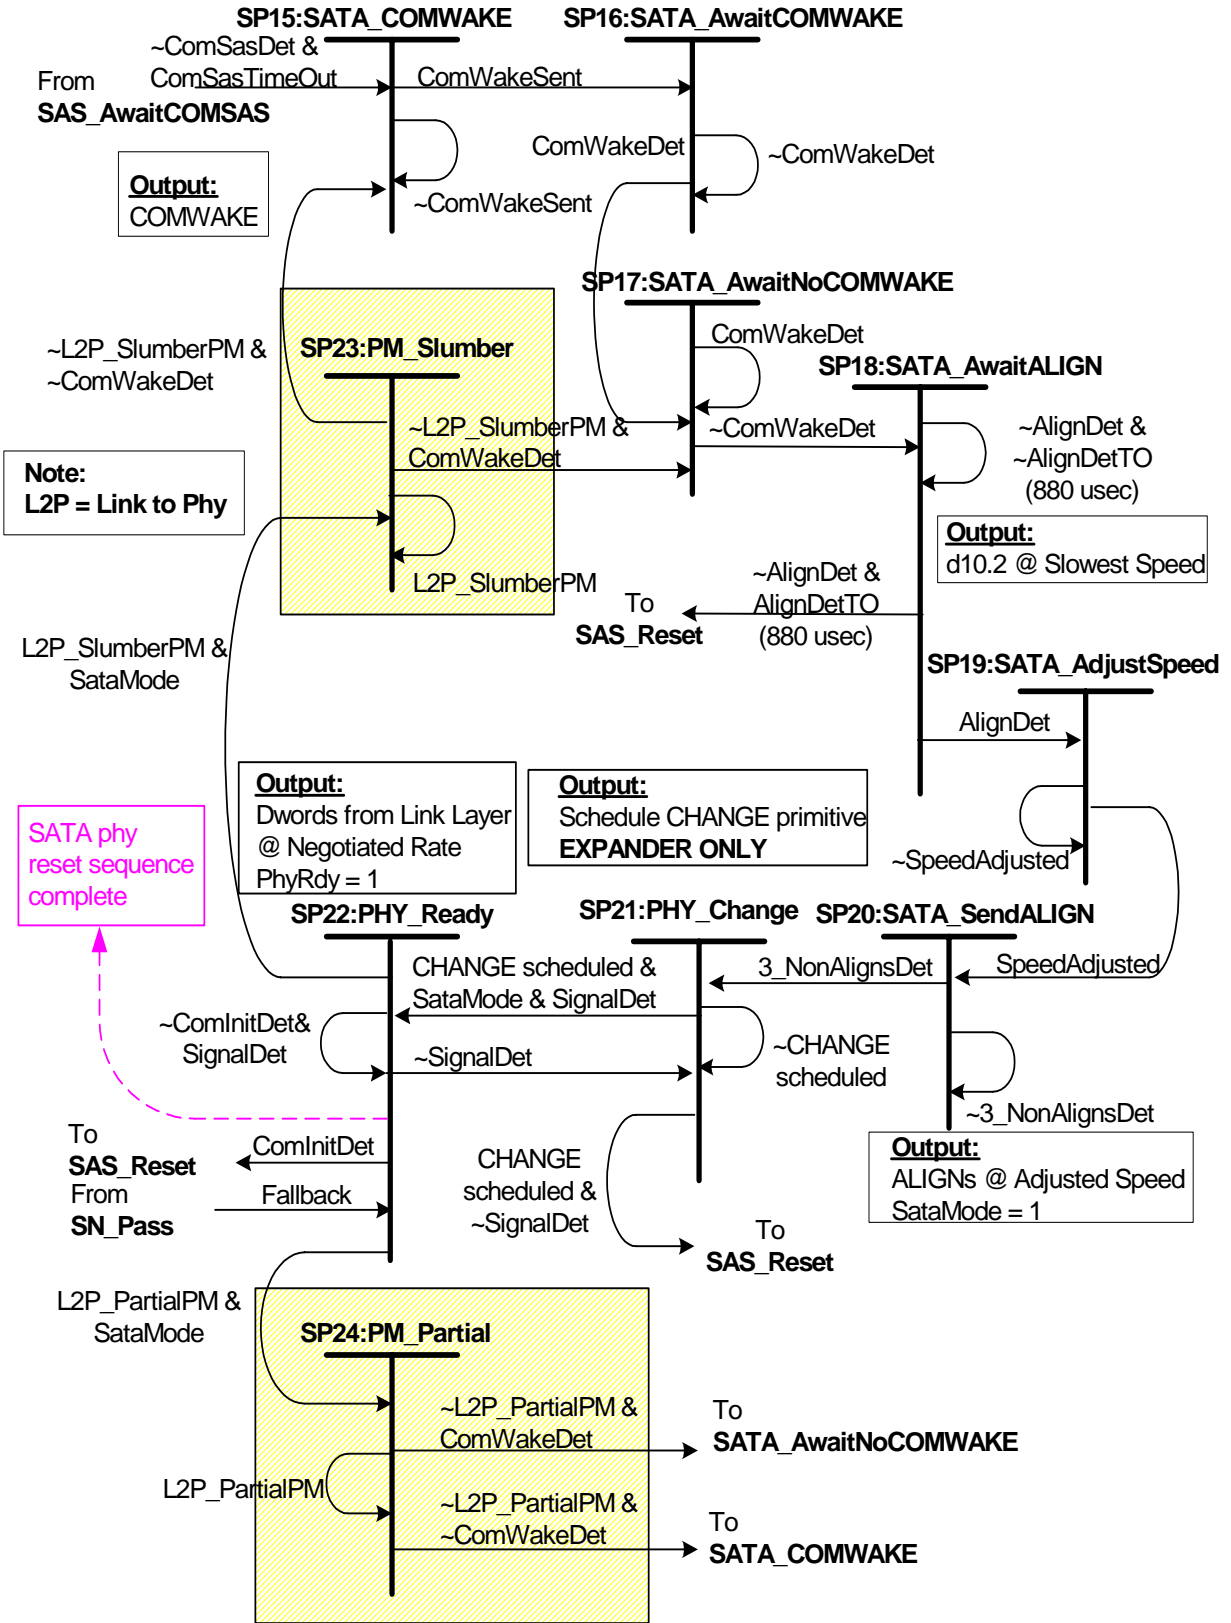 SP15:SATA_COMWAKE
SP16:SATA_AwaitCOMWAKE
~ComSasDet &
ComSasTimeOut
From
SAS_AwaitCOMSAS
ComWakeSent
ComWakeDet
~ComWakeDet
Output:
COMWAKE
~ComWakeSent
SP17:SATA_AwaitNoCOMWAKE
ComWakeDet
~L2P_SlumberPM &
~ComWakeDet
SP23:PM_Slumber
SP18:SATA_AwaitALIGN
~L2P_SlumberPM &
ComWakeDet
~ComWakeDet
~AlignDet &
~AlignDetTO
(880 usec)
Note:
L2P = Link to Phy
Output:
d10.2 @ Slowest Speed
L2P_SlumberPM
~AlignDet &
AlignDetTO
(880 usec)
To
SAS_Reset
L2P_SlumberPM &
SataMode
SP19:SATA_AdjustSpeed
AlignDet
Output:
Dwords from Link Layer
@ Negotiated Rate
PhyRdy = 1
Output:
Schedule CHANGE primitive
EXPANDER ONLY
SATA phy
reset sequence
complete
~SpeedAdjusted
SP22:PHY_Ready
SP21:PHY_Change
SP20:SATA_SendALIGN
CHANGE scheduled &
SataMode & SignalDet
3_NonAlignsDet
SpeedAdjusted
~ComInitDet&
SignalDet
~SignalDet
~CHANGE
scheduled
~3_NonAlignsDet
To
SAS_Reset
ComInitDet
From
SN_Pass
Fallback
CHANGE
scheduled &
~SignalDet
To
SAS_Reset
Output:
ALIGNs @ Adjusted Speed
SataMode = 1
L2P_PartialPM &
SataMode
SP24:PM_Partial
~L2P_PartialPM &
ComWakeDet
To
SATA_AwaitNoCOMWAKE
L2P_PartialPM
~L2P_PartialPM &
~ComWakeDet
To
SATA_COMWAKE